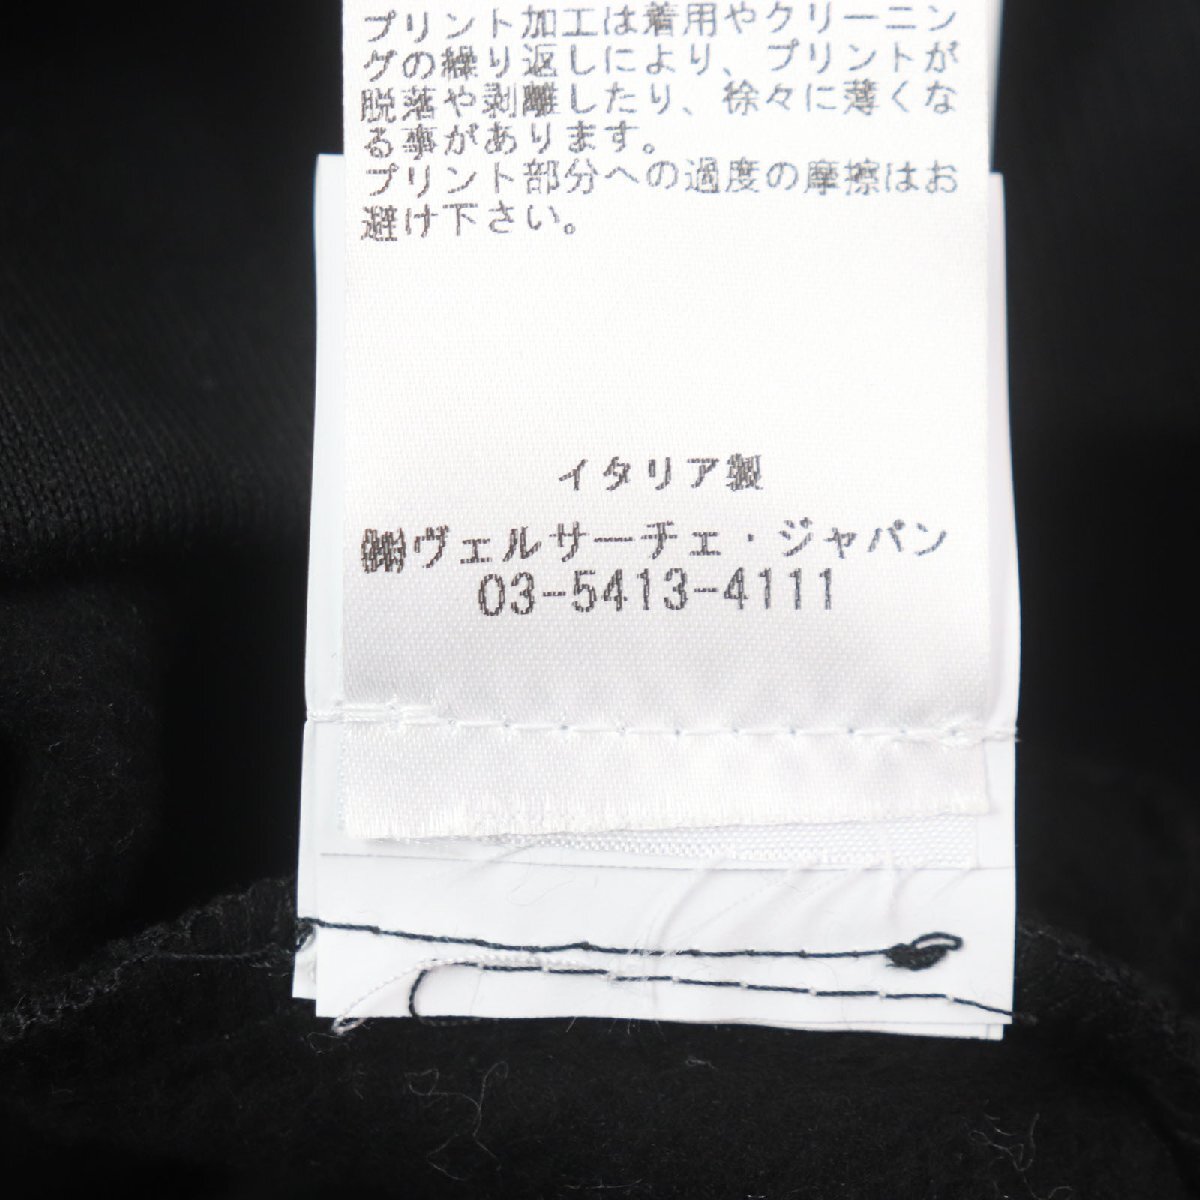 プリント加工は着用やクリーニン
グの繰り返しにより、プリントが
脱落や剥離したり、徐々に薄くな
る事があります。
プリント部分への過度の摩擦はお
避け下さい。
イタリア製
㈱ヴェルサーチェ・ジャパン
03-5413-4111